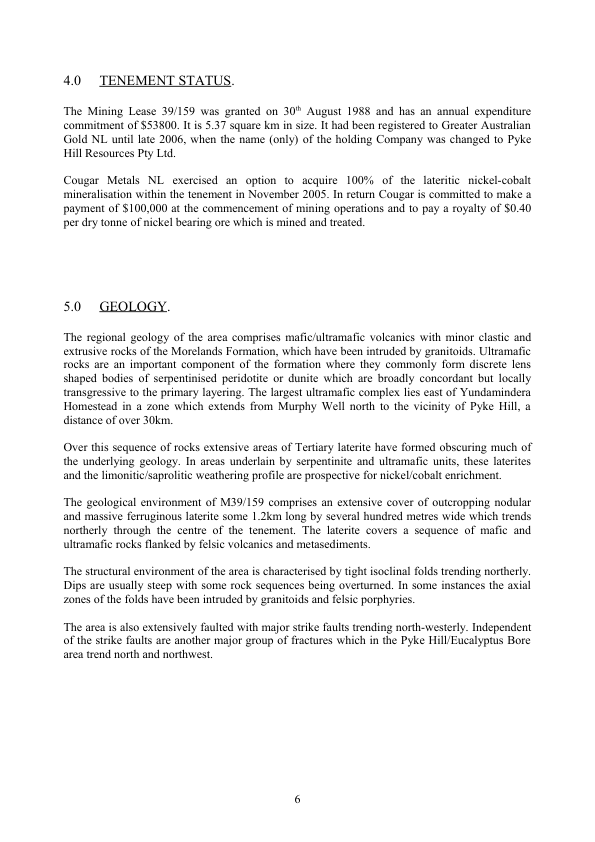 4.0 TENEMENT STATUS.
The Mining Lease 39/159 was granted on 30th August 1988 and has an annual expenditure
commitment of $53800. It is 5.37 square km in size. It had been registered to Greater Australian
Gold NL until late 2006, when the name (only) of the holding Company was changed to Pyke
Hill Resources Pty Ltd.
Cougar Metals NL exercised an option to acquire 100% of the lateritic nickel-cobalt
mineralisation within the tenement in November 2005. In return Cougar is committed to make a
payment of $100,000 at the commencement of mining operations and to pay a royalty of $0.40
per dry tonne of nickel bearing ore which is mined and treated.
5.0 GEOLOGY.
The regional geology of the area comprises mafic/ultramafic volcanics with minor clastic and
extrusive rocks of the Morelands Formation, which have been intruded by granitoids. Ultramafic
rocks are an important component of the formation where they commonly form discrete lens
shaped bodies of serpentinised peridotite or dunite which are broadly concordant but locally
transgressive to the primary layering. The largest ultramafic complex lies east of Yundamindera
Homestead in a zone which extends from Murphy Well north to the vicinity of Pyke Hill, a
distance of over 30km.
Over this sequence of rocks extensive areas of Tertiary laterite have formed obscuring much of
the underlying geology. In areas underlain by serpentinite and ultramafic units, these laterites
and the limonitic/saprolitic weathering profile are prospective for nickel/cobalt enrichment.
The geological environment of M39/159 comprises an extensive cover of outcropping nodular
and massive ferruginous laterite some 1.2km long by several hundred metres wide which trends
northerly through the centre of the tenement. The laterite covers a sequence of mafic and
ultramafic rocks flanked by felsic volcanics and metasediments.
The structural environment of the area is characterised by tight isoclinal folds trending northerly.
Dips are usually steep with some rock sequences being overturned. In some instances the axial
zones of the folds have been intruded by granitoids and felsic porphyries.
The area is also extensively faulted with major strike faults trending north-westerly. Independent
of the strike faults are another major group of fractures which in the Pyke Hill/Eucalyptus Bore
area trend north and northwest.
6